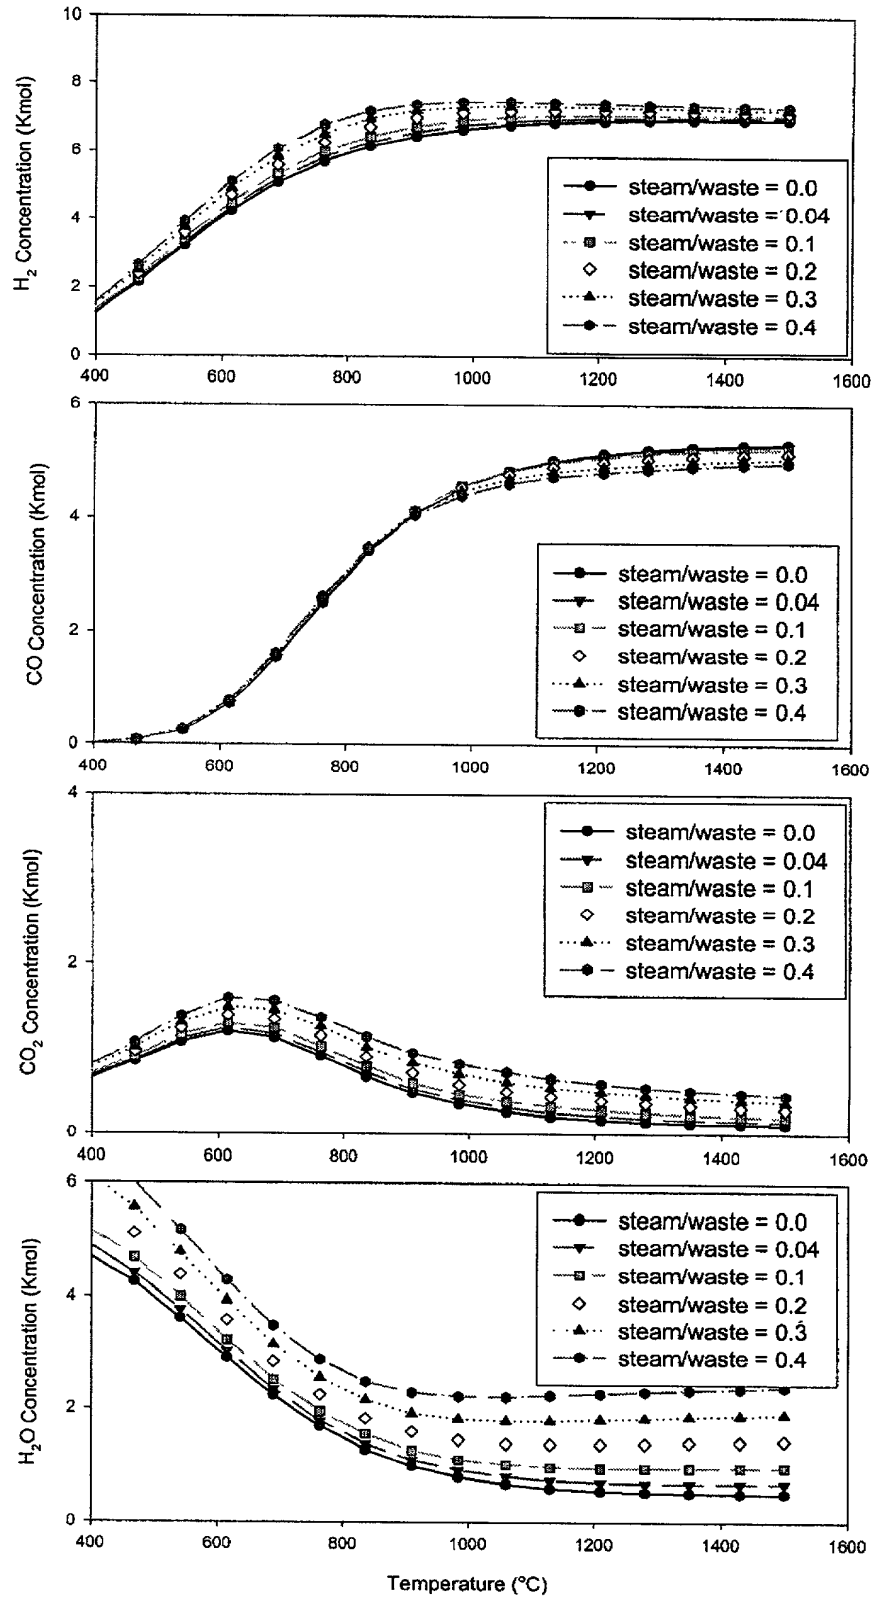 10
8
6
4
2
0
H2 Concentration (Kmol)
steam/waste = 0.0
steam/waste = 0.04
steam/waste = 0.1
steam/waste = 0.2
steam/waste = 0.3
steam/waste = 0.4
400 600 800 1000 1200 1400 1600
6
4
2
0
CO Concentration (Kmol)
steam/waste = 0.0
steam/waste = 0.04
steam/waste = 0.1
steam/waste = 0.2
steam/waste = 0.3
steam/waste = 0.4
400 600 800 1000 1200 1400 1600
4
2
0
CO2 Concentration (Kmol)
steam/waste = 0.0
steam/waste = 0.04
steam/waste = 0.1
steam/waste = 0.2
steam/waste = 0.3
steam/waste = 0.4
400 600 800 1000 1200 1400 1600
6
4
2
0
H2O Concentration (Kmol)
steam/waste = 0.0
steam/waste = 0.04
steam/waste = 0.1
steam/waste = 0.2
steam/waste = 0.3
steam/waste = 0.4
400 600 800 1000 1200 1400 1600
Temperature (°C)